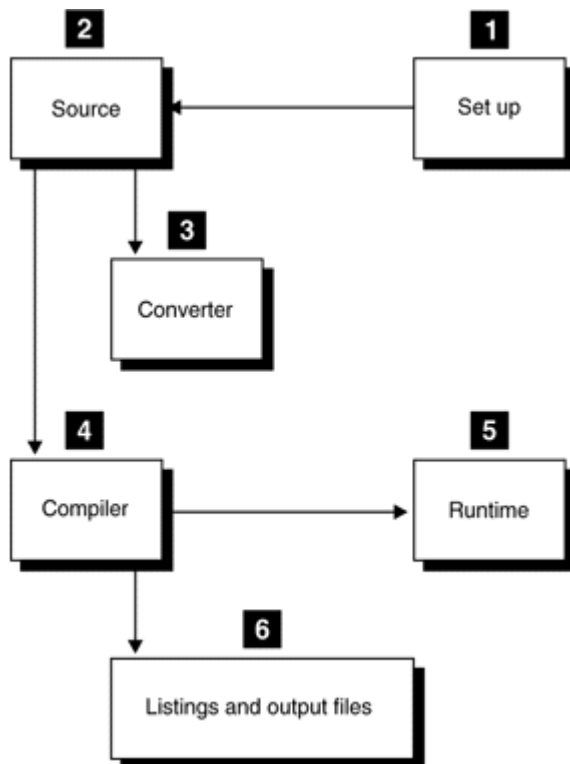 2
1
Source
Set up
3
Converter
4
5
Compiler
Runtime
6
Listings and output files